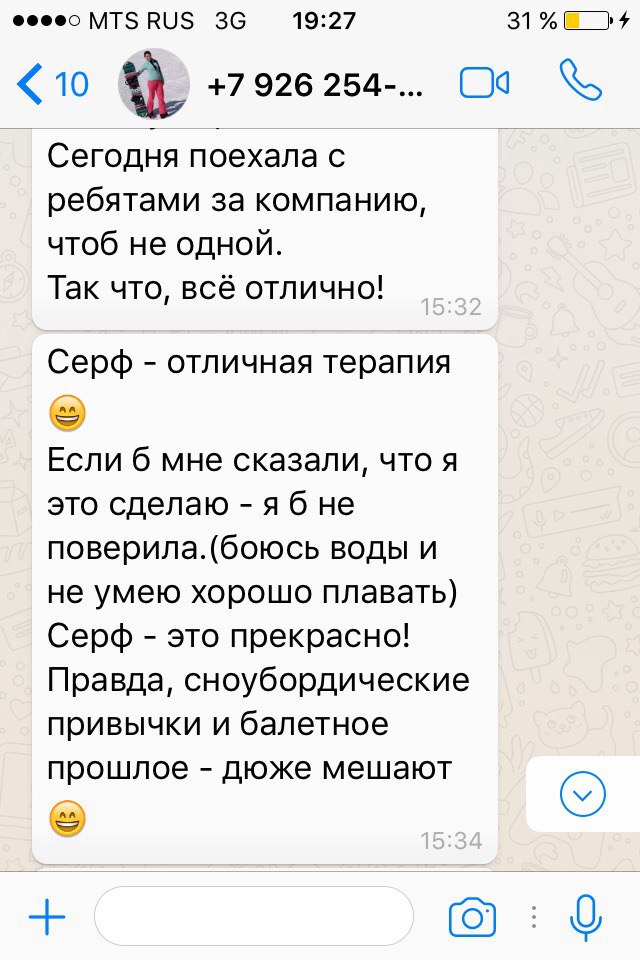 MTS RUS 3G 19:27 31 %
10 +7 926 254-...
Сегодня поехала с
ребятами за компанию,
чтоб не одной.
Так что, всё отлично!
15:32
Серф - отличная терапия
😄
Если б мне сказали, что я
это сделаю - я б не
поверила.(боюсь воды и
не умею хорошо плавать)
Серф - это прекрасно!
Правда, сноубордические
привычки и балетное
прошлое - дюже мешают
😄
15:34